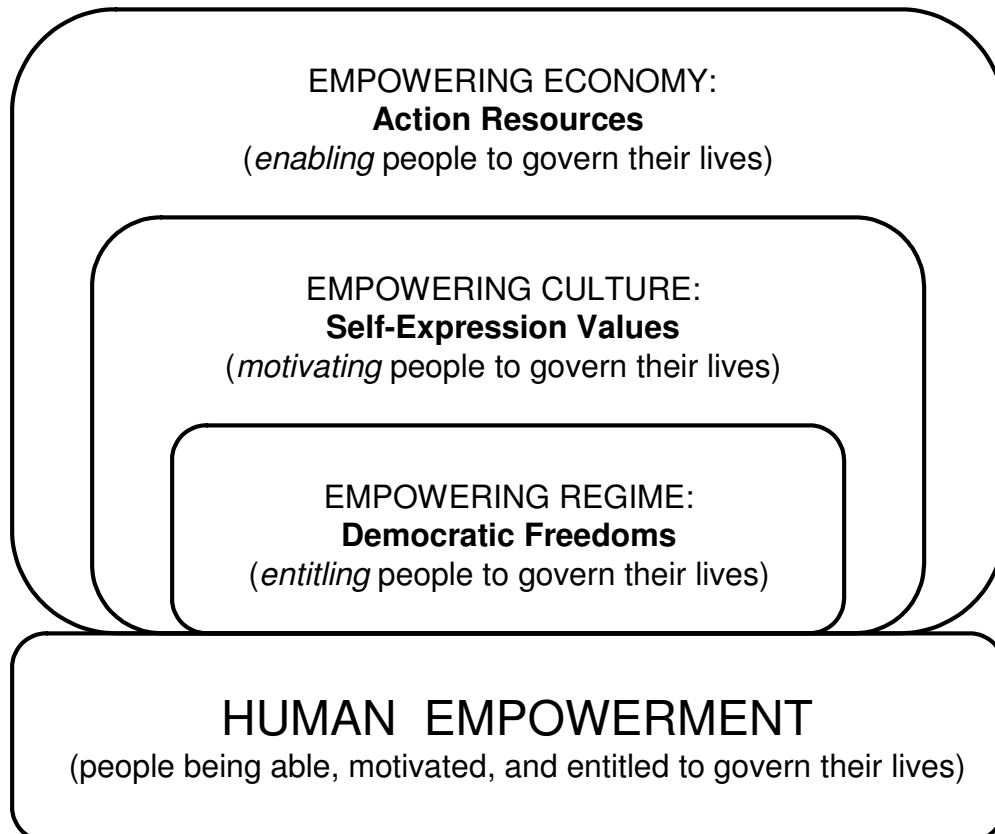 EMPOWERING ECONOMY:
Action Resources
(enabling people to govern their lives)
EMPOWERING CULTURE:
Self-Expression Values
(motivating people to govern their lives)
EMPOWERING REGIME:
Democratic Freedoms
(entitling people to govern their lives)
HUMAN EMPOWERMENT
(people being able, motivated, and entitled to govern their lives)